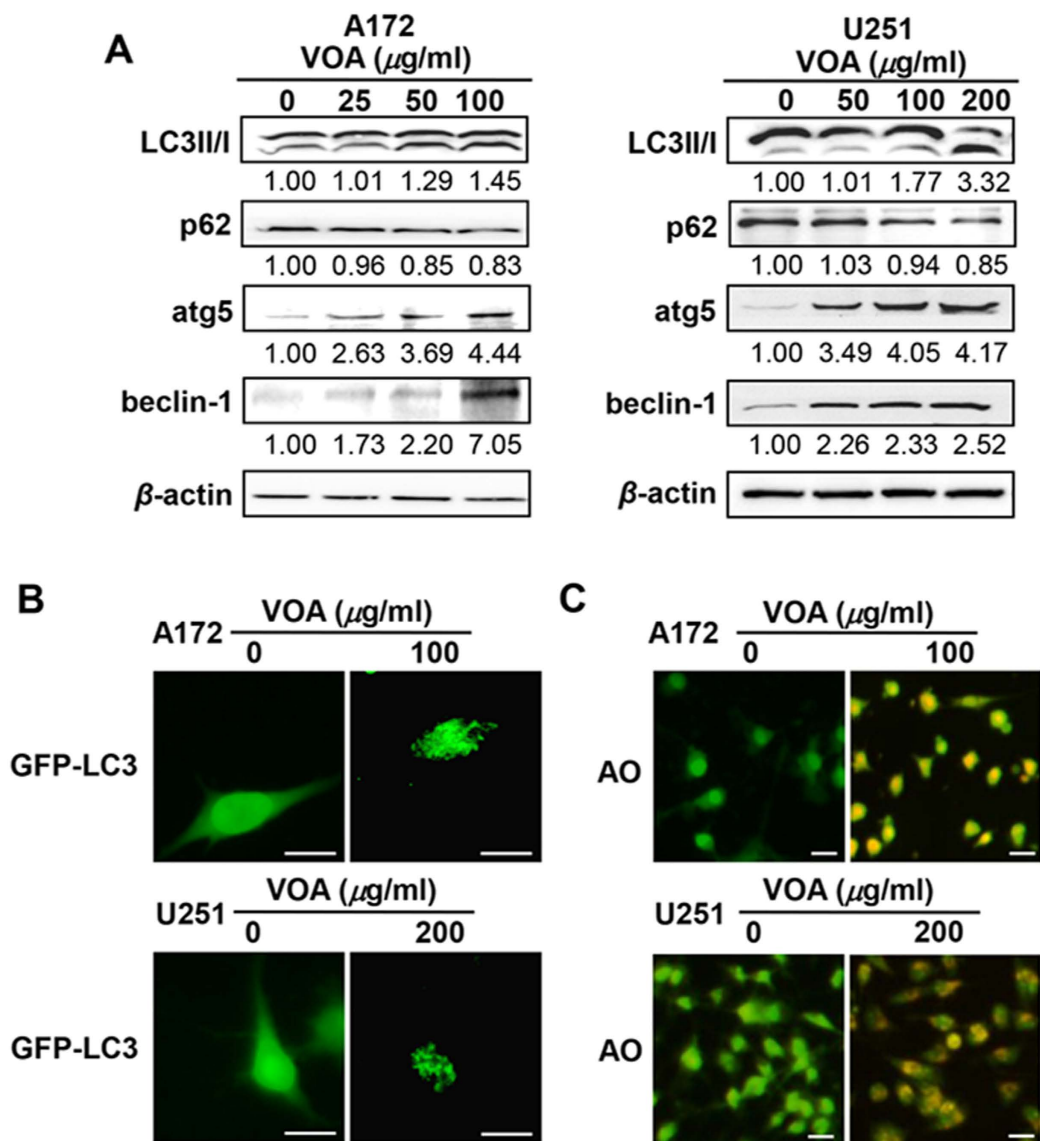 A
A172
VOA (μg/ml)
0 25 50 100
LC3II/I
1.00 1.01 1.29 1.45
p62
1.00 0.96 0.85 0.83
atg5
1.00 2.63 3.69 4.44
beclin-1
1.00 1.73 2.20 7.05
β-actin
U251
VOA (μg/ml)
0 50 100 200
LC3II/I
1.00 1.01 1.77 3.32
p62
1.00 1.03 0.94 0.85
atg5
1.00 3.49 4.05 4.17
beclin-1
1.00 2.26 2.33 2.52
β-actin
B
VOA (μg/ml)
A172
0 100
GFP-LC3
VOA (μg/ml)
U251
0 200
GFP-LC3
C
VOA (μg/ml)
A172
0 100
AO
VOA (μg/ml)
U251
0 200
AO